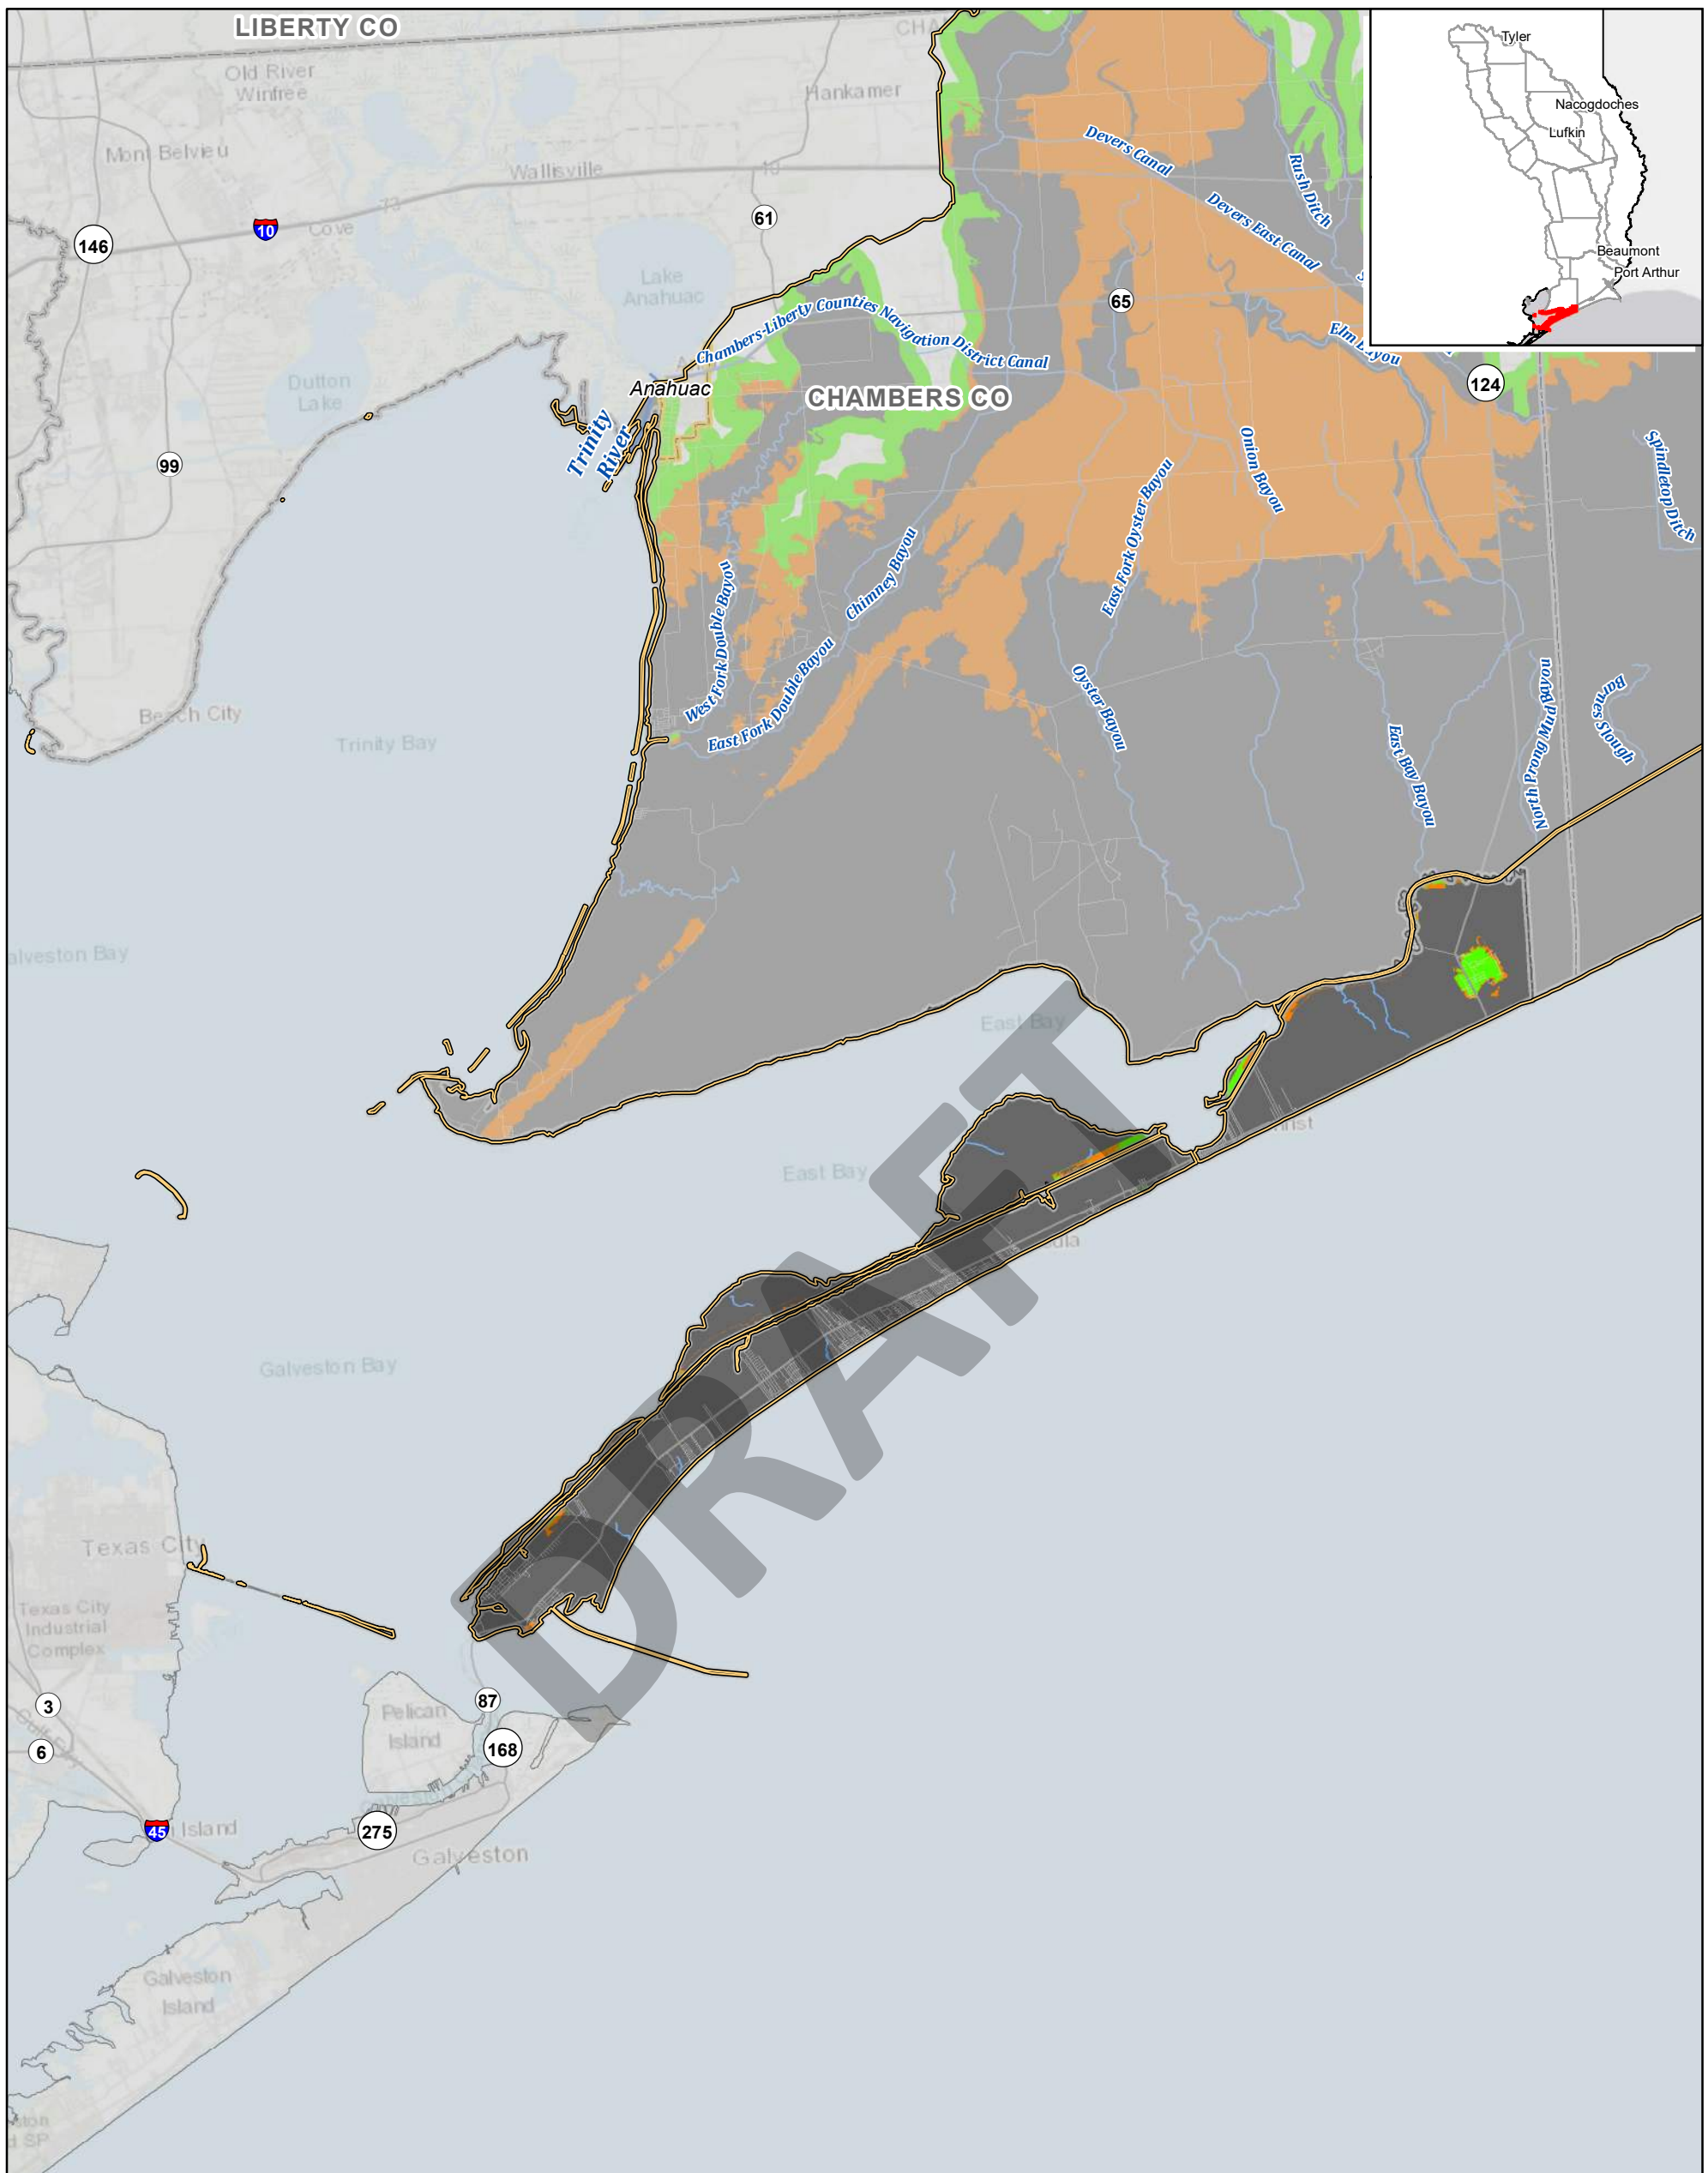 LIBERTY CO
Old River
Winfree
Hankamer
Mont Belvieu
Wallisville
10
Cove
73
146
61
10
Lake
Anahuac
Dutton
Lake
99
Anahuac
Trinity
River
Chambers-Liberty Counties Navigation District Canal
CHAMBERS CO
Devers Canal
Devers East Canal
Rush Ditch
65
Elm Bayou
124
Onion Bayou
Spindletop Ditch
East Fork Oyster Bayou
Chimney Bayou
West Fork Double Bayou
East Fork Double Bayou
Oyster Bayou
East Bay Bayou
North Prong Mud Bayou
Barnes Slough
Beach City
Trinity Bay
alveston Bay
East Bay
East Bay
Galveston Bay
Texas City
Texas City
Industrial
Complex
3
6
45
Island
Pelican
Island
87
168
275
Galveston
Galveston
Galveston
Island
DRAFT
Tyler
Nacogdoches
Lufkin
Beaumont
Port Arthur